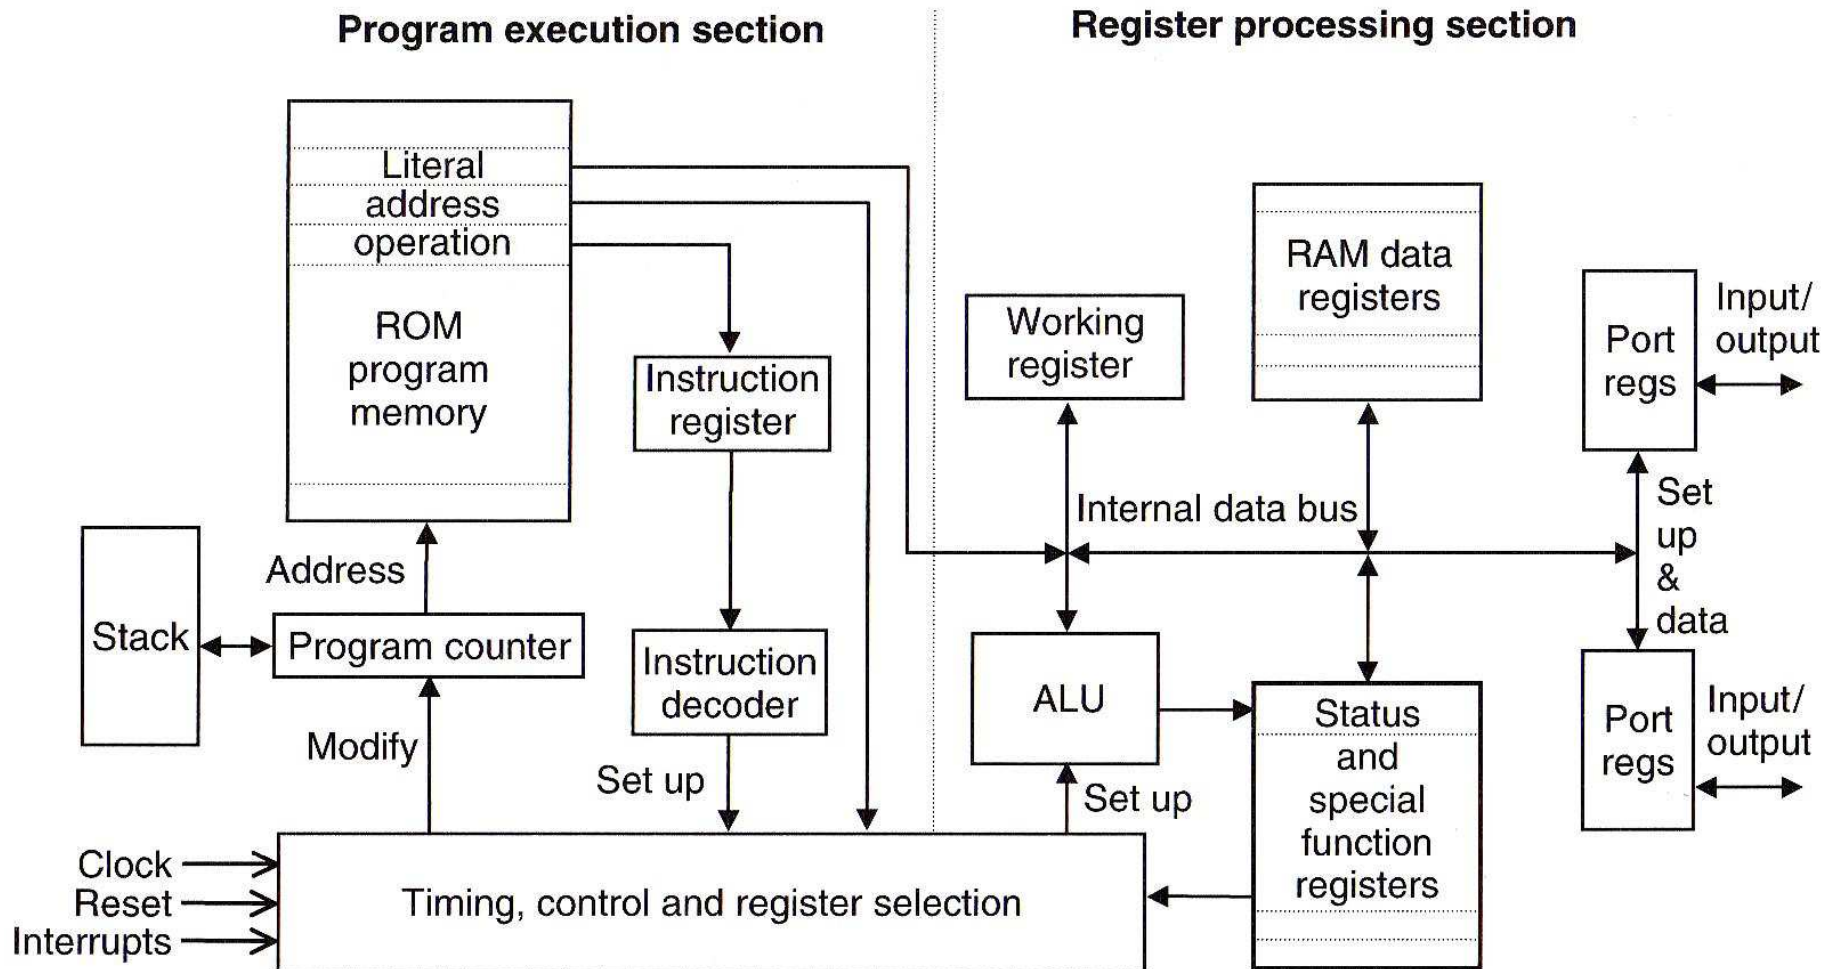 Program execution section
Register processing section
Literal
address
operation
ROM
program
memory
Instruction
register
Working
register
RAM data
registers
Port
regs
Input/
output
Internal data bus
Set
up
&
data
Address
Stack
Program counter
Instruction
decoder
ALU
Status
and
special
function
registers
Port
regs
Input/
output
Modify
Set up
Set up
Clock
Reset
Interrupts
Timing, control and register selection